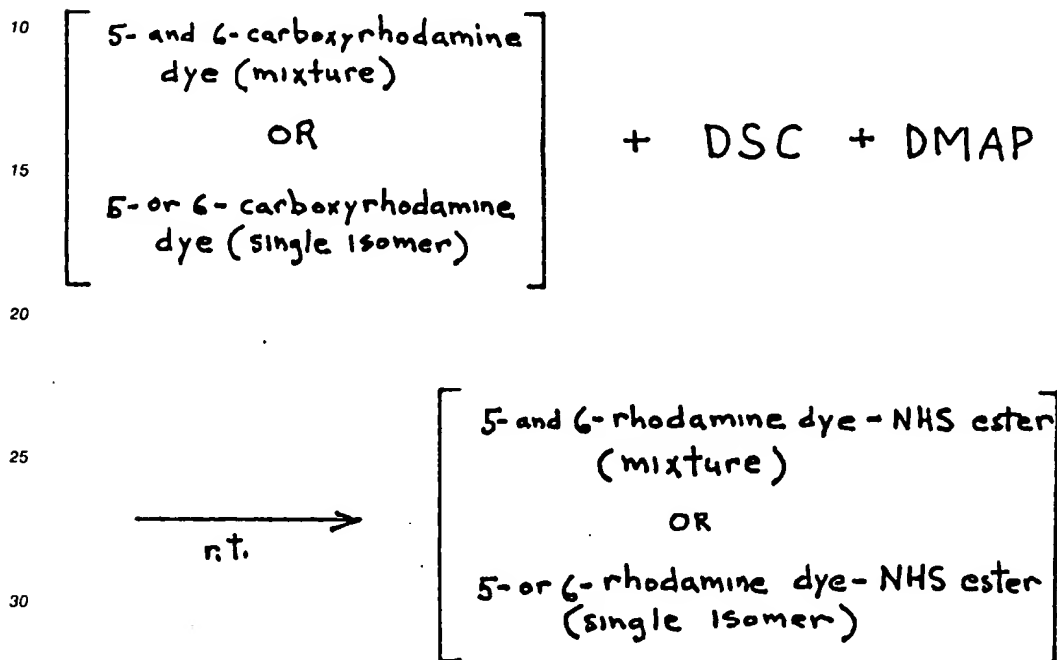 10
5- and 6-carboxyrhodamine
dye (mixture)
OR
15
5- or 6-carboxyrhodamine
dye (single isomer)
+ DSC + DMAP
20
25
5- and 6-rhodamine dye-NHS ester
(mixture)
OR
r.t.
30
5- or 6-rhodamine dye-NHS ester
(single isomer)